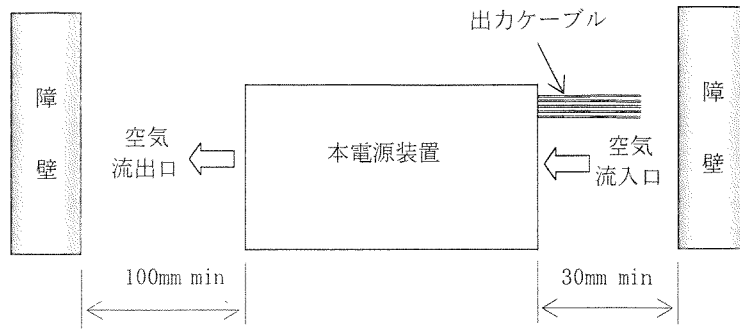 出力ケーブル
障
壁
空気
流出口
本電源装置
空気
流入口
障
壁
100mm min
30mm min